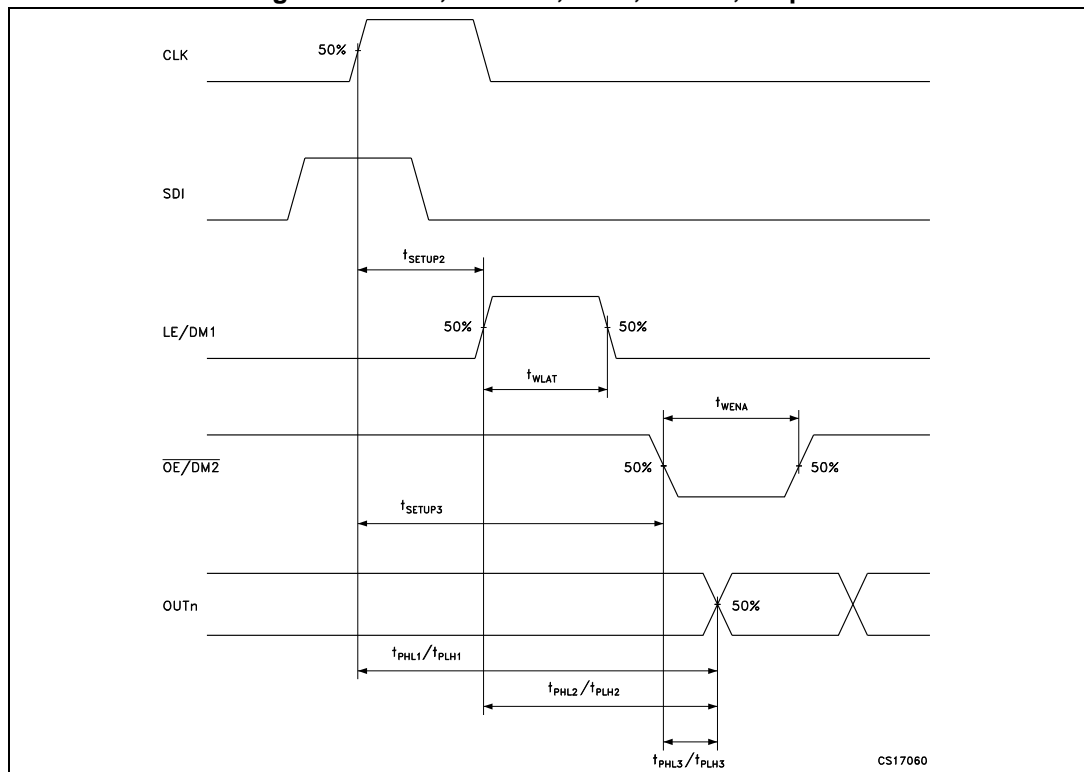 CLK
50%
SDI
tSETUP2
LE/DM1
50%
50%
tWLAT
tWENA
OE/DM2
50%
50%
tSETUP3
OUTn
50%
tPHL1/tPLH1
tPHL2/tPLH2
tPHL3/tPLH3
CS17060